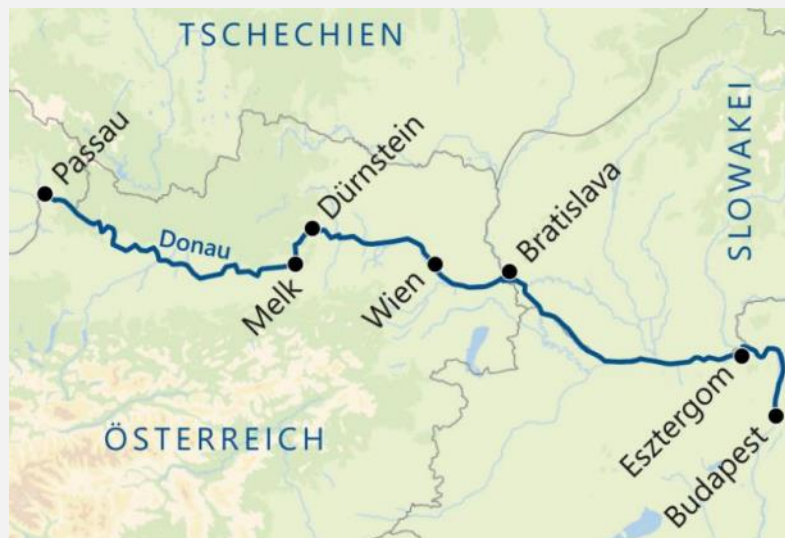 TSCHECHIEN
Passau
Dürnstein
Donau
Melk
Wien
Bratislava
SLOWAKEI
ÖSTERREICH
Esztergom
Budapest